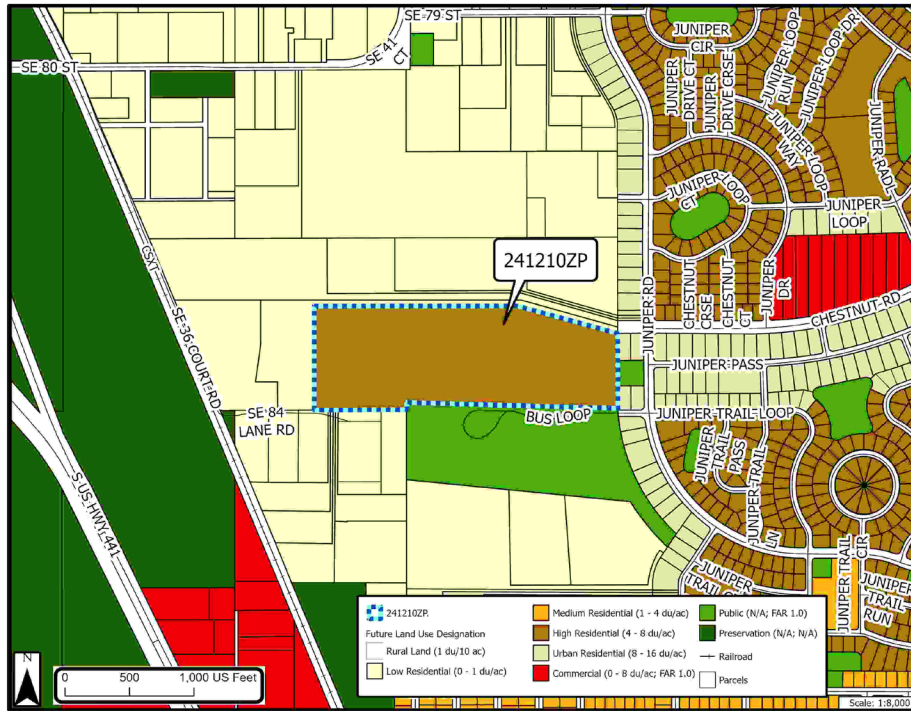 SE 79 ST
SE 41
CT
SE 80 ST
JUNIPER
CIR
JUNIPER
DRIVE CT
JUNIPER
DRIVE CRSE
JUNIPER LOOP
RUN
JUNIPER LOOP DR
JUNIPER LOOP
WAY
JUNIPER RADL
JUNIPER LOOP
CT
JUNIPER
LOOP
CSXT
241210ZP
JUNIPER RD
CHESTNUT
CRSE
CHESTNUT
CT
JUNIPER
DR
CHESTNUT RD
SE 36 COURT RD
JUNIPER PASS
SE 84
LANE RD
BUS LOOP
JUNIPER TRAIL LOOP
JUNIPER
TRAIL
PASS
JUNIPER TRAIL
LN
S US HWY 441
JUNIPER
TRAIL
JUNIPER TRAIL
CIR
JUNIPER
TRAIL
RUN
241210ZP.
Future Land Use Designation
Rural Land (1 du/10 ac)
Low Residential (0 - 1 du/ac)
Medium Residential (1 - 4 du/ac)
High Residential (4 - 8 du/ac)
Urban Residential (8 - 16 du/ac)
Commercial (0 - 8 du/ac; FAR 1.0)
Public (N/A; FAR 1.0)
Preservation (N/A; N/A)
Railroad
Parcels
N
0 500 1,000 US Feet
Scale: 1:8,000